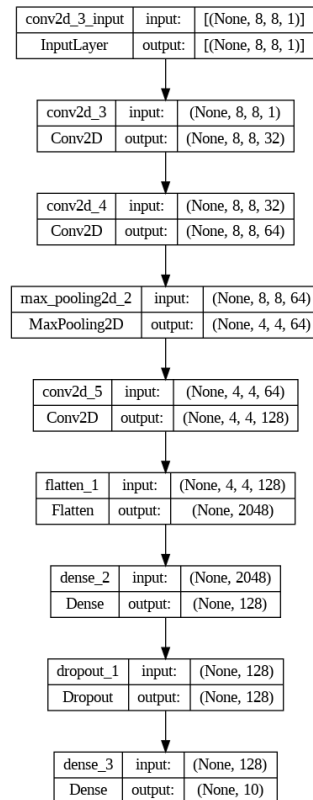 conv2d_3_input input: [(None, 8, 8, 1)]
InputLayer output: [(None, 8, 8, 1)]
conv2d_3 input: (None, 8, 8, 1)
Conv2D output: (None, 8, 8, 32)
conv2d_4 input: (None, 8, 8, 32)
Conv2D output: (None, 8, 8, 64)
max_pooling2d_2 input: (None, 8, 8, 64)
MaxPooling2D output: (None, 4, 4, 64)
conv2d_5 input: (None, 4, 4, 64)
Conv2D output: (None, 4, 4, 128)
flatten_1 input: (None, 4, 4, 128)
Flatten output: (None, 2048)
dense_2 input: (None, 2048)
Dense output: (None, 128)
dropout_1 input: (None, 128)
Dropout output: (None, 128)
dense_3 input: (None, 128)
Dense output: (None, 10)